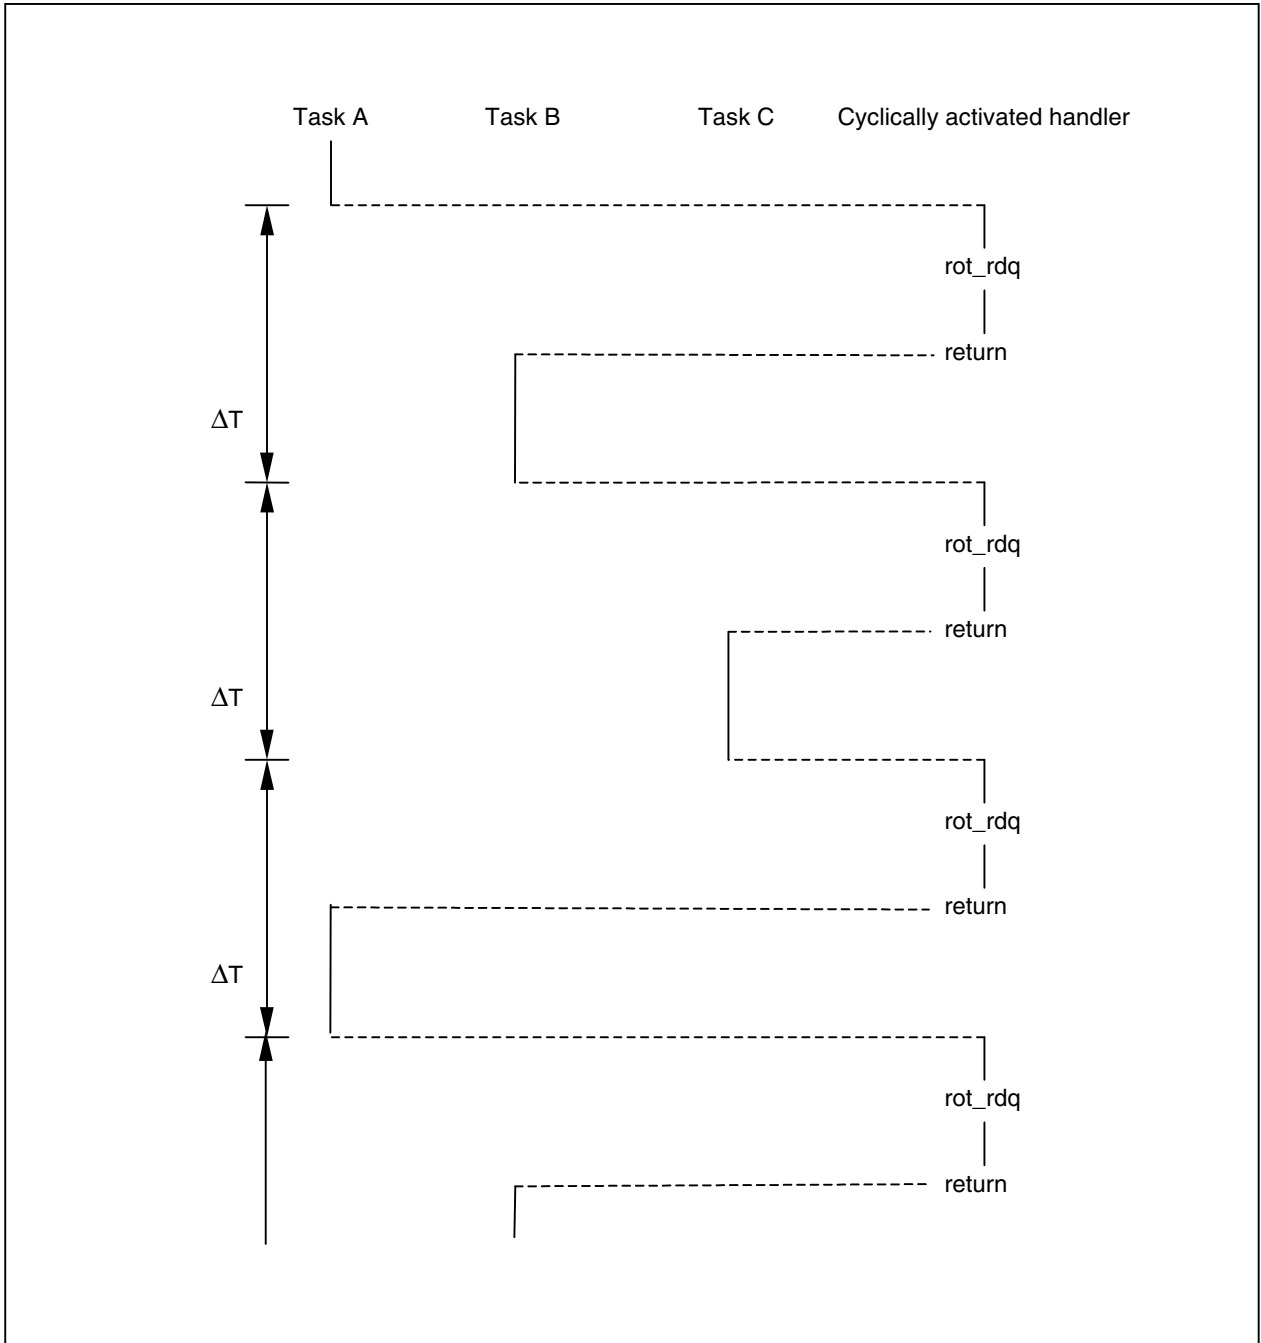 Task A Task B Task C Cyclically activated handler
rot_rdq
return
ΔT
rot_rdq
return
ΔT
rot_rdq
return
ΔT
rot_rdq
return